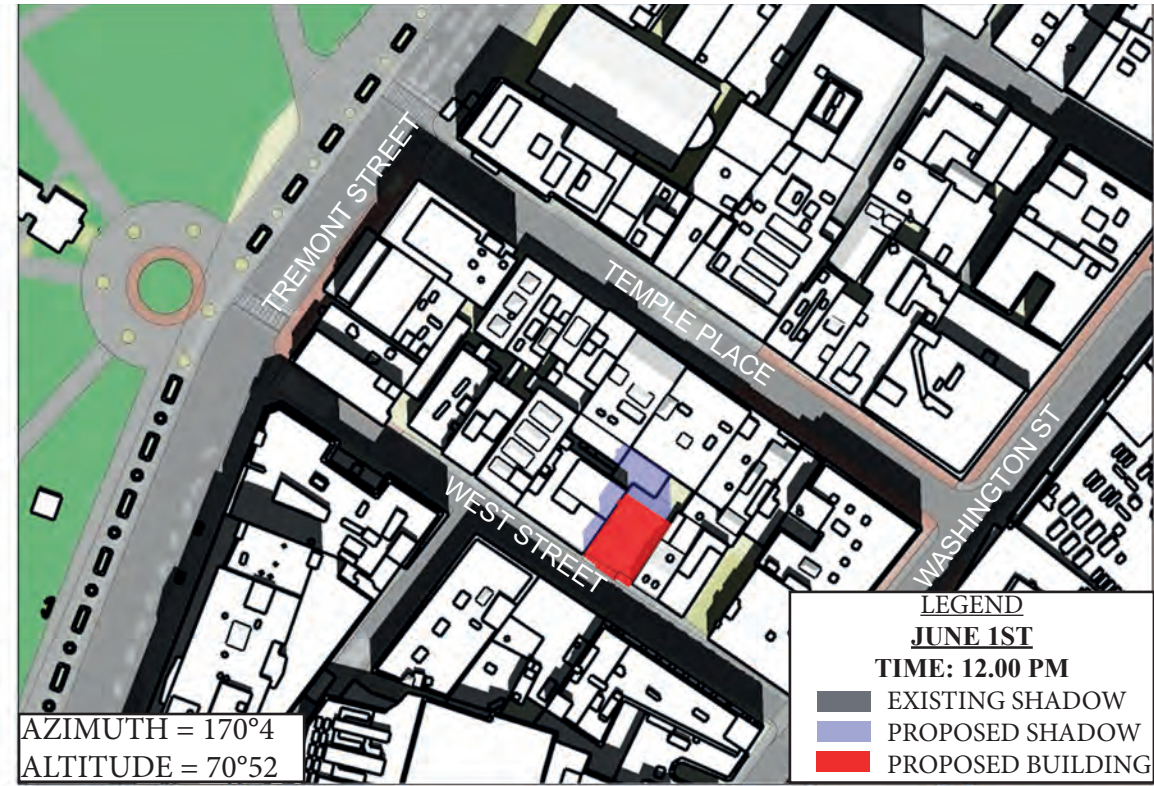 TREMONT STREET
TEMPLE PLACE
WEST STREET
WASHINGTON ST
LEGEND
JUNE 1ST
TIME: 12.00 PM
EXISTING SHADOW
PROPOSED SHADOW
PROPOSED BUILDING
AZIMUTH = 170°4
ALTITUDE = 70°52